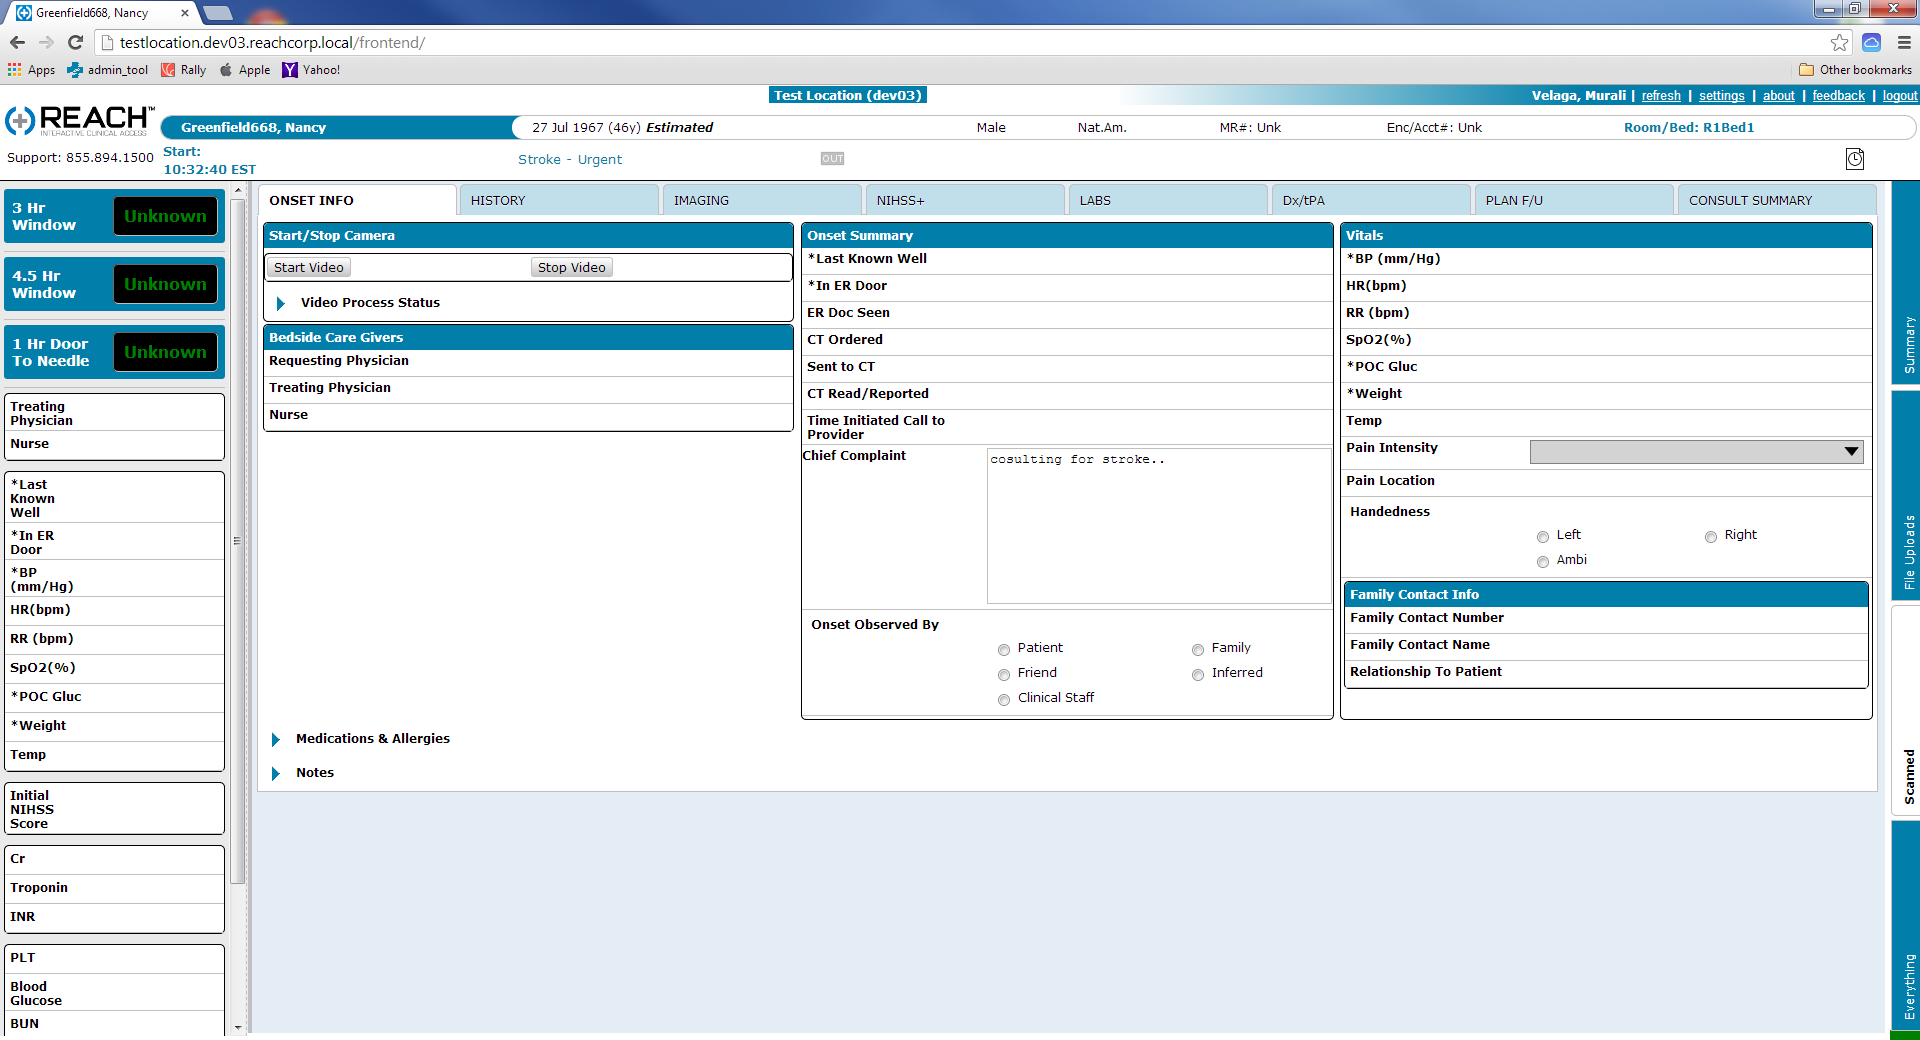 Greenfield668, Nancy
testlocation.dev03.reachcorp.local/frontend/
Apps admin_tool Rally Apple Yahoo! Other bookmarks
Test Location (dev03) Velaga, Murali | refresh | settings | about | feedback | logout
REACH™
INTERACTIVE CLINICAL ACCESS
Greenfield668, Nancy 27 Jul 1967 (46y) Estimated Male Nat.Am. MR#: Unk Enc/Acct#: Unk Room/Bed: R1Bed1
Support: 855.894.1500
Start:
10:32:40 EST
Stroke - Urgent OUT
3 Hr
Window
Unknown
4.5 Hr
Window
Unknown
1 Hr Door
To Needle
Unknown
Treating
Physician
Nurse
*Last
Known
Well
*In ER
Door
*BP
(mm/Hg)
HR(bpm)
RR (bpm)
SpO2(%)
*POC Gluc
*Weight
Temp
Initial
NIHSS
Score
Cr
Troponin
INR
PLT
Blood
Glucose
BUN
ONSET INFO HISTORY IMAGING NIHSS+ LABS Dx/tPA PLAN F/U CONSULT SUMMARY
Start/Stop Camera
Start Video Stop Video
Video Process Status
Bedside Care Givers
Requesting Physician
Treating Physician
Nurse
Onset Summary
*Last Known Well
*In ER Door
ER Doc Seen
CT Ordered
Sent to CT
CT Read/Reported
Time Initiated Call to
Provider
Chief Complaint
cosulting for stroke..
Onset Observed By
Patient Family
Friend Inferred
Clinical Staff
Vitals
*BP (mm/Hg)
HR(bpm)
RR (bpm)
SpO2(%)
*POC Gluc
*Weight
Temp
Pain Intensity
Pain Location
Handedness
Left Right
Ambi
Family Contact Info
Family Contact Number
Family Contact Name
Relationship To Patient
Medications & Allergies
Notes
Summary
File Uploads
Scanned
Everything